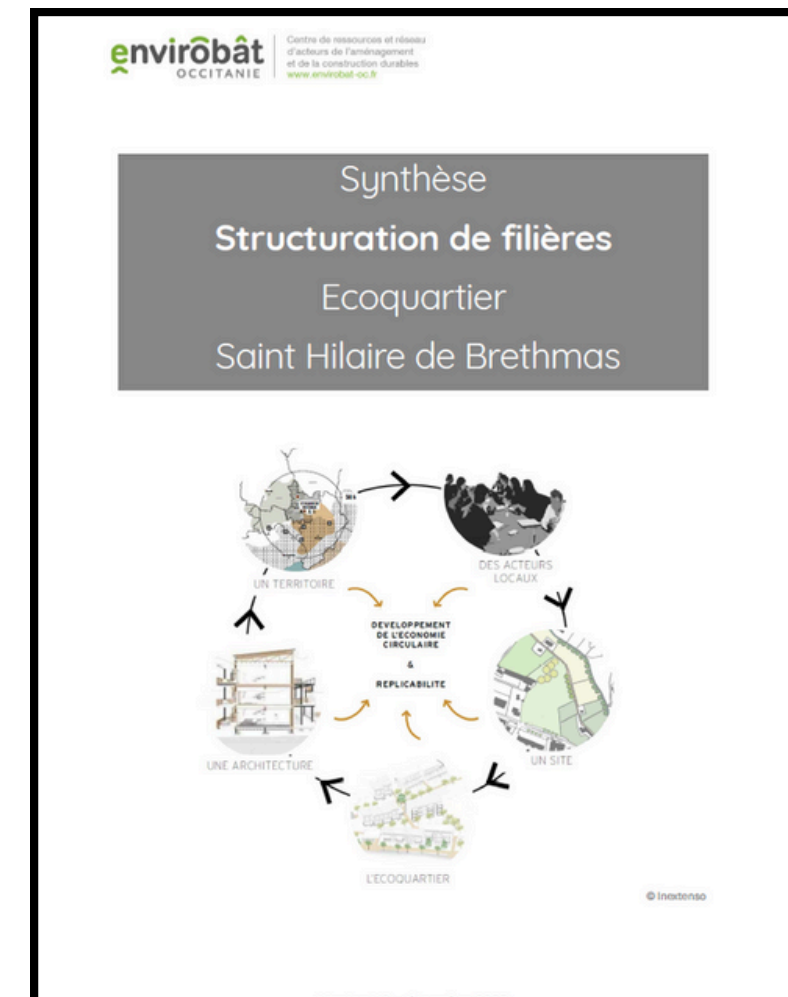 envirobât
OCCITANIE
Centre de ressources et réseau
d'acteurs de l'aménagement
et de la construction durables
www.envirobat-oc.fr
Synthèse
Structuration de filières
Ecoquartier
Saint Hilaire de Brethmas
UN TERRITOIRE
DES ACTEURS
LOCAUX
DEVELOPPEMENT
DE L'ECONOMIE
CIRCULAIRE
&
REPLICABILITE
UNE ARCHITECTURE
UN SITE
L'ECOQUARTIER
© Inextenso